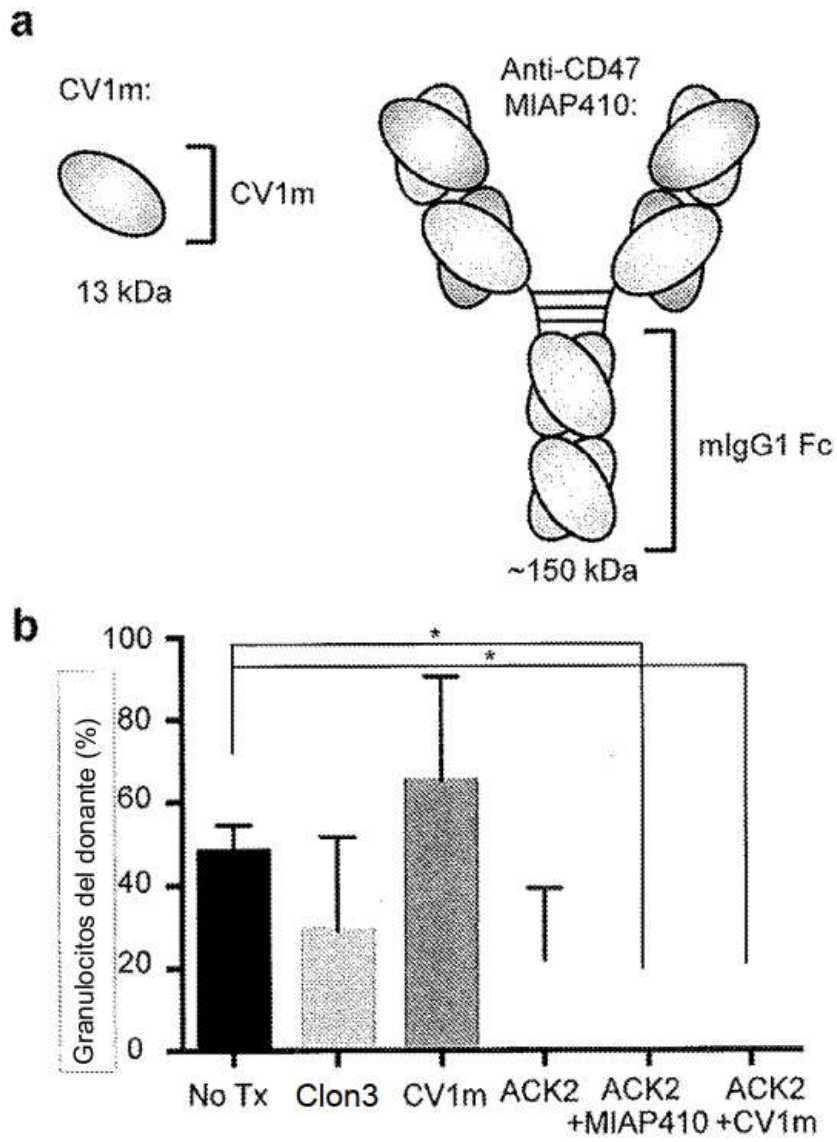 a
CV1m:
CV1m
13 kDa
Anti-CD47
MIAP410:
mIgG1 Fc
~150 kDa
b
Granulocitos del donante (%)
100
80
60
40
20
0
*
*
No Tx
Clon3
CV1m
ACK2
ACK2
+MIAP410
ACK2
+CV1m